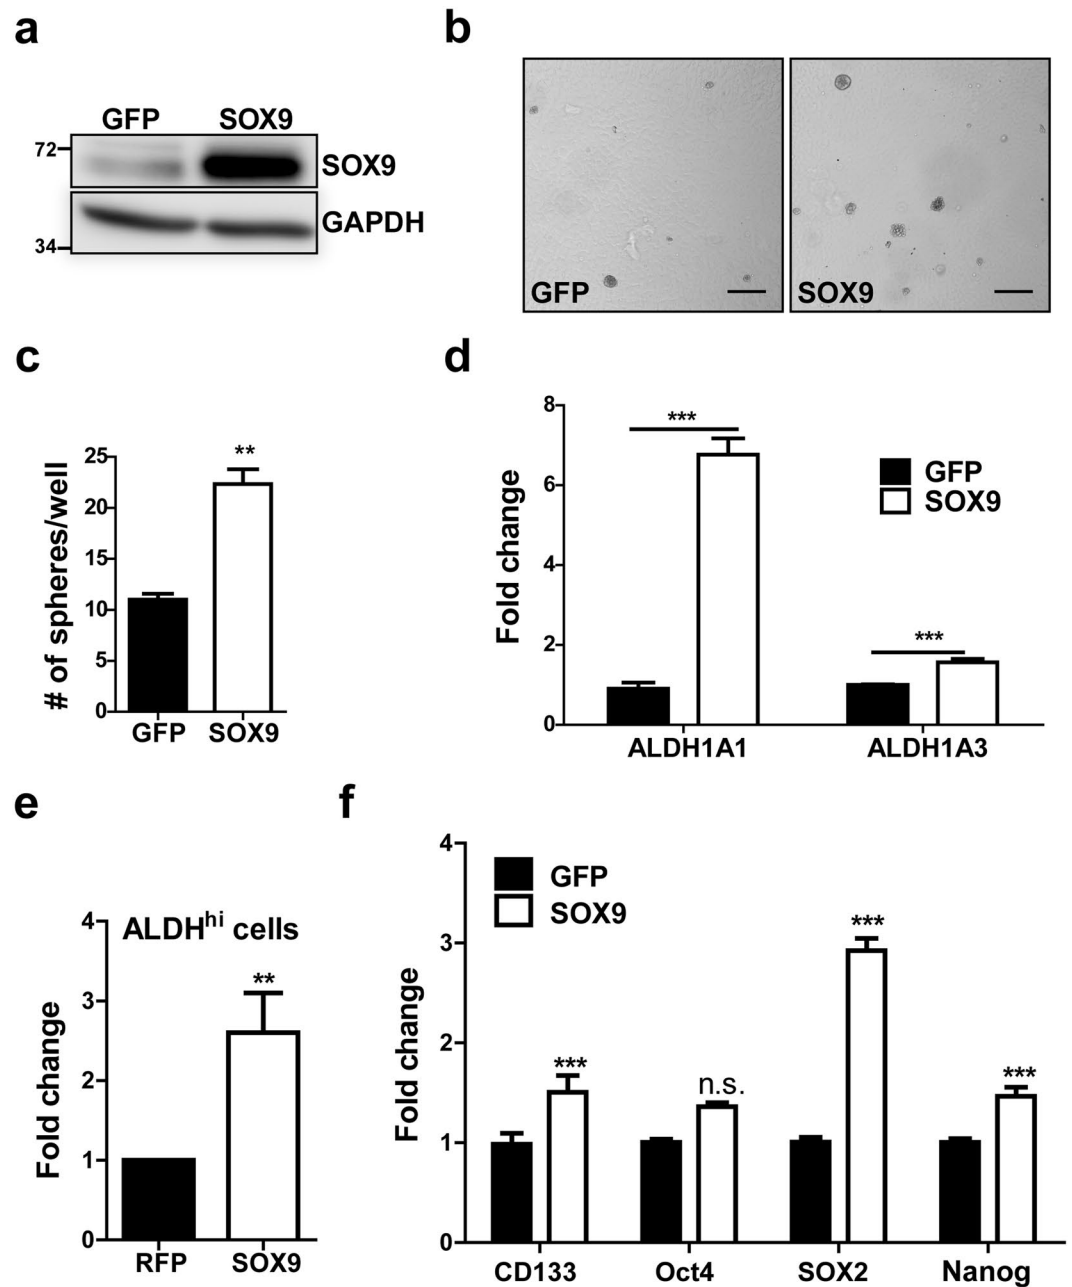 a
GFP SOX9
72
SOX9
GAPDH
34
b
GFP
SOX9
c
# of spheres/well
25
20
15
10
5
0
**
GFP SOX9
d
Fold change
8
6
4
2
0
***
***
GFP
SOX9
ALDH1A1 ALDH1A3
e
Fold change
4
3
2
1
0
ALDHhi cells
**
RFP SOX9
f
Fold change
4
3
2
1
0
GFP
SOX9
***
n.s.
***
***
CD133 Oct4 SOX2 Nanog